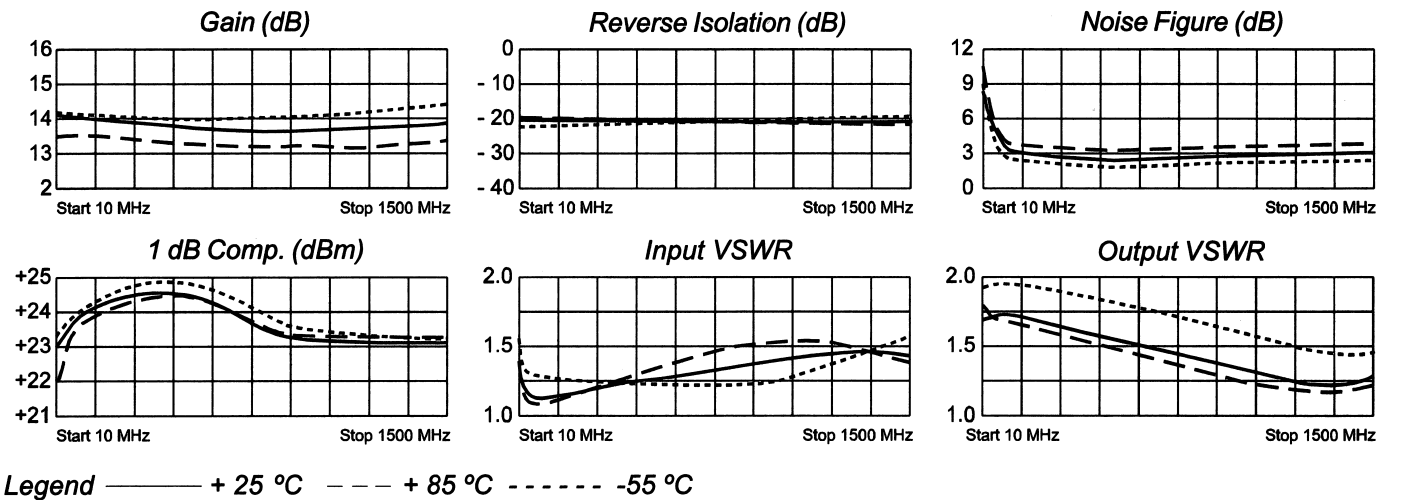 Gain (dB)
16
15
14
13
2
Start 10 MHz Stop 1500 MHz
Reverse Isolation (dB)
0
- 10
- 20
- 30
- 40
Start 10 MHz Stop 1500 MHz
Noise Figure (dB)
12
9
6
3
0
Start 10 MHz Stop 1500 MHz
1 dB Comp. (dBm)
+25
+24
+23
+22
+21
Start 10 MHz Stop 1500 MHz
Input VSWR
2.0
1.5
1.0
Start 10 MHz Stop 1500 MHz
Output VSWR
2.0
1.5
1.0
Start 10 MHz Stop 1500 MHz
Legend + 25 ºC + 85 ºC -55 ºC